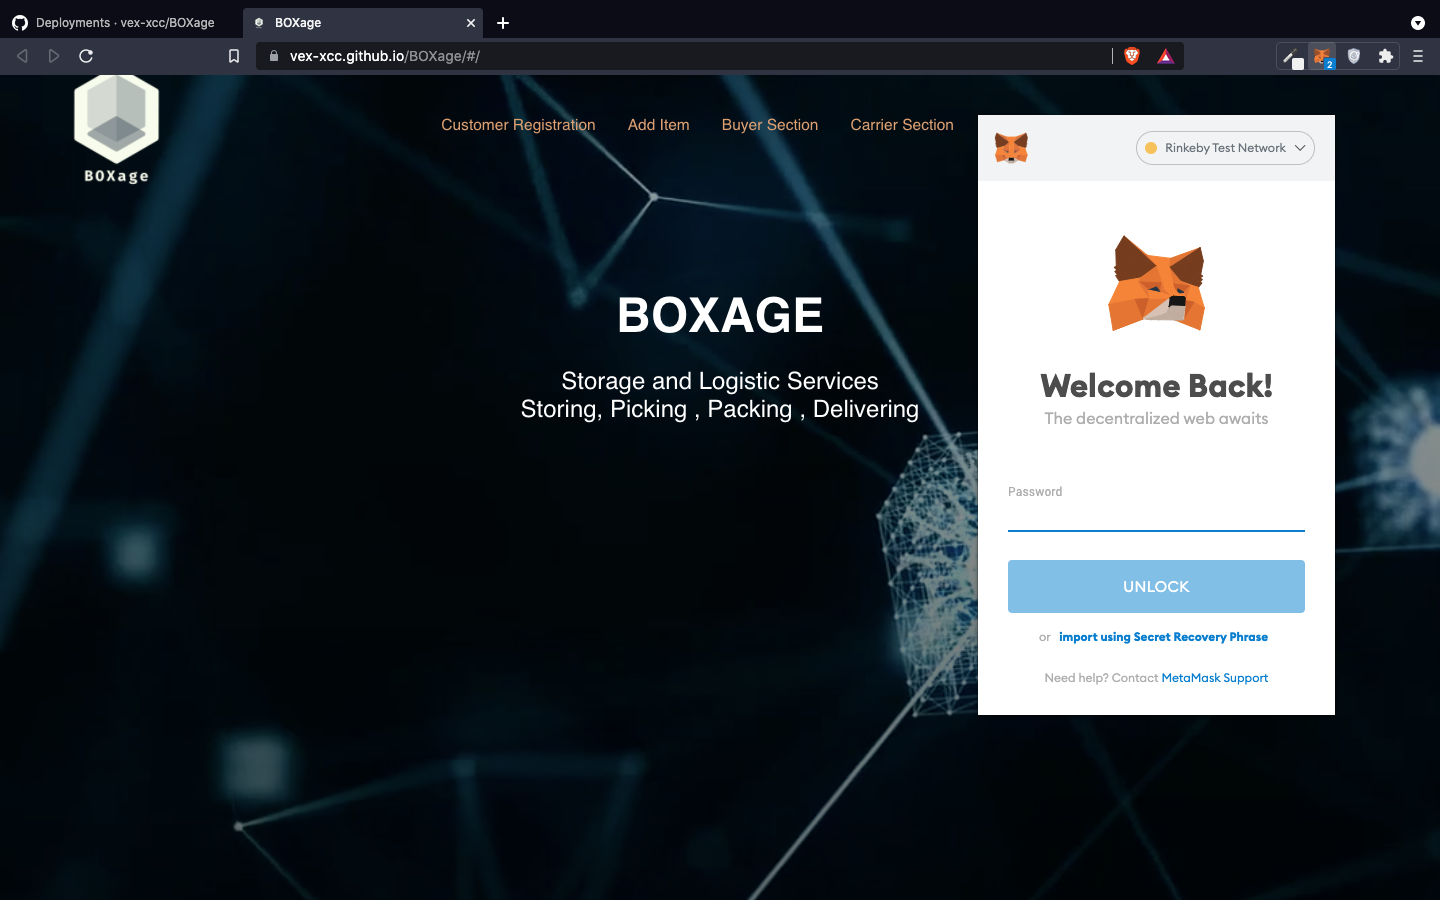 Deployments · vex-xcc/BOXage
BOXage
vex-xcc.github.io/BOXage/#/
2
BOXage
Customer Registration Add Item Buyer Section Carrier Section
BOXAGE
Storage and Logistic Services
Storing, Picking , Packing , Delivering
Rinkeby Test Network
Welcome Back!
The decentralized web awaits
Password
UNLOCK
or import using Secret Recovery Phrase
Need help? Contact MetaMask Support